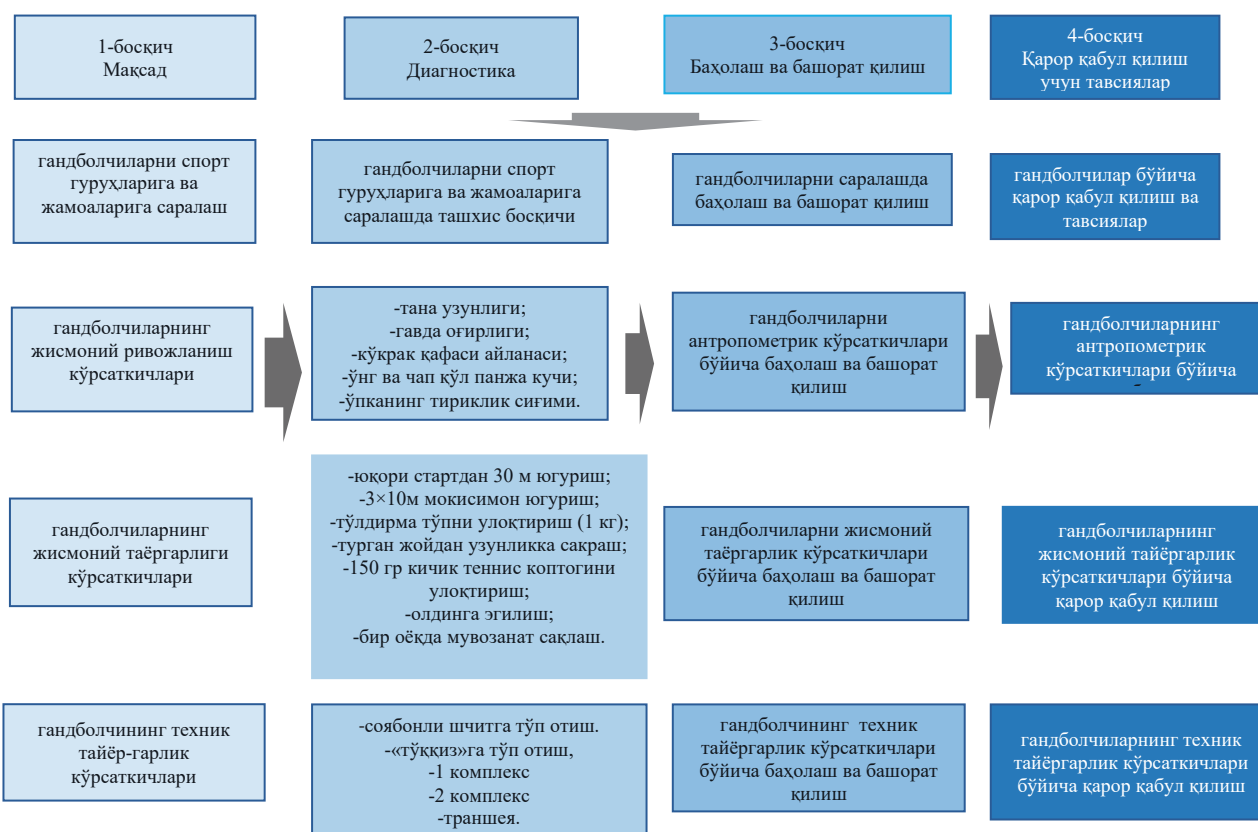 1-босқич
Мақсад
2-босқич
Диагностика
3-босқич
Баҳолаш ва башорат қилиш
4-босқич
Қарор қабул қилиш
учун тавсиялар
гандболчиларни спорт
гуруҳларига ва
жамоаларига саралаш
гандболчиларни спорт
гуруҳларига ва жамоаларига
саралашда ташхис босқичи
гандболчиларни саралашда
баҳолаш ва башорат қилиш
гандболчилар бўйича
қарор қабул қилиш ва
тавсиялар
гандболчиларнинг
жисмоний ривожланиш
кўрсаткичлари
-тана узунлиги;
-гавда оғирлиги;
-кўкрак қафаси айланаси;
-ўнг ва чап қўл панжа кучи;
-ўпканинг тириклик сиғими.
гандболчиларни
антропометрик кўрсаткичлари
бўйича баҳолаш ва башорат
қилиш
гандболчиларнинг
антропометрик
кўрсаткичлари бўйича
гандболчиларнинг
жисмоний таёргарлиги
кўрсаткичлари
-юқори стартдан 30 м югуриш;
-3×10м мокисимон югуриш;
-тўлдирма тўпни улоқтириш (1 кг);
-турган жойдан узунликка сакраш;
-150 гр кичик теннис коптогини
улоқтириш;
-олдинга эгилиш;
-бир оёқда мувозанат сақлаш.
гандболчиларни жисмоний
таёргарлик кўрсаткичлари
бўйича баҳолаш ва башорат
қилиш
гандболчиларнинг
жисмоний тайёргарлик
кўрсаткичлари бўйича
қарор қабул қилиш
гандболчининг техник
тайёр-гарлик
кўрсаткичлари
-соябонли шчитга тўп отиш.
-«тўққиз»га тўп отиш,
-1 комплекс
-2 комплекс
-траншея.
гандболчининг техник
тайёргарлик кўрсаткичлари
бўйича баҳолаш ва башорат
қилиш
гандболчиларнинг техник
тайёргарлик кўрсаткичлари
бўйича қарор қабул қилиш